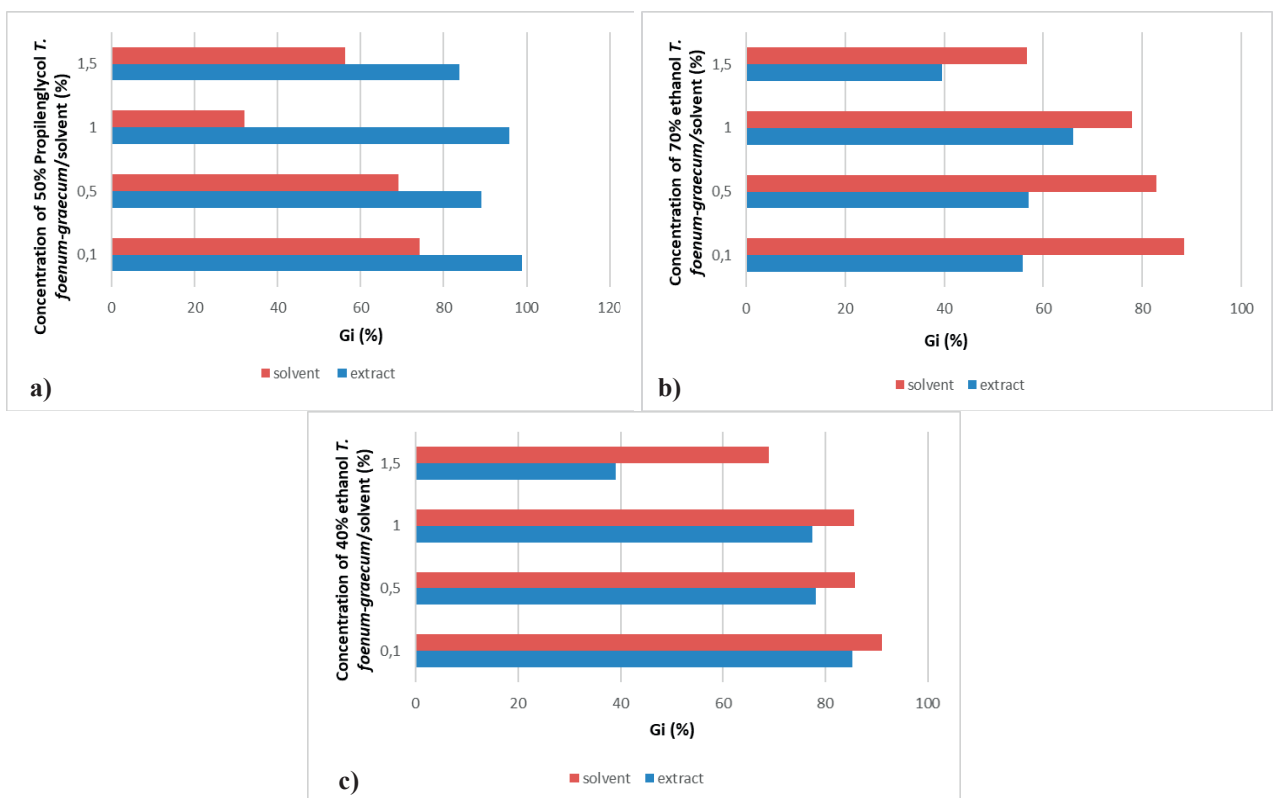 Concentration of 50% Propilenglycol T.
foenum-graecum/solvent (%)
1,5
1
0,5
0,1
0 20 40 60 80 100 120
Gi (%)
solvent extract
a)
Concentration of 70% ethanol T.
foenum-graecum/solvent (%)
1,5
1
0,5
0,1
0 20 40 60 80 100
Gi (%)
solvent extract
b)
Concentration of 40% ethanol T.
foenum-graecum/solvent (%)
1,5
1
0,5
0,1
0 20 40 60 80 100
Gi (%)
solvent extract
c)